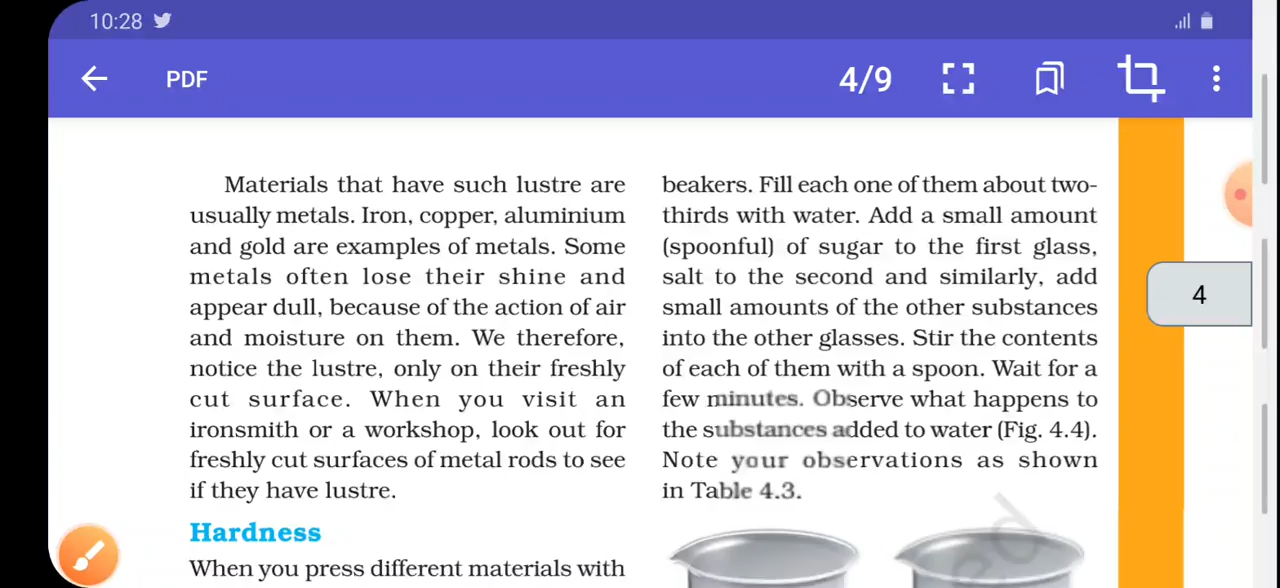 10:28
PDF
4/9
Materials that have such lustre are
usually metals. Iron, copper, aluminium
and gold are examples of metals. Some
metals often lose their shine and
appear dull, because of the action of air
and moisture on them. We therefore,
notice the lustre, only on their freshly
cut surface. When you visit an
ironsmith or a workshop, look out for
freshly cut surfaces of metal rods to see
if they have lustre.
Hardness
When you press different materials with
beakers. Fill each one of them about two-
thirds with water. Add a small amount
(spoonful) of sugar to the first glass,
salt to the second and similarly, add
small amounts of the other substances
into the other glasses. Stir the contents
of each of them with a spoon. Wait for a
few minutes. Observe what happens to
the substances added to water (Fig. 4.4).
Note your observations as shown
in Table 4.3.
4